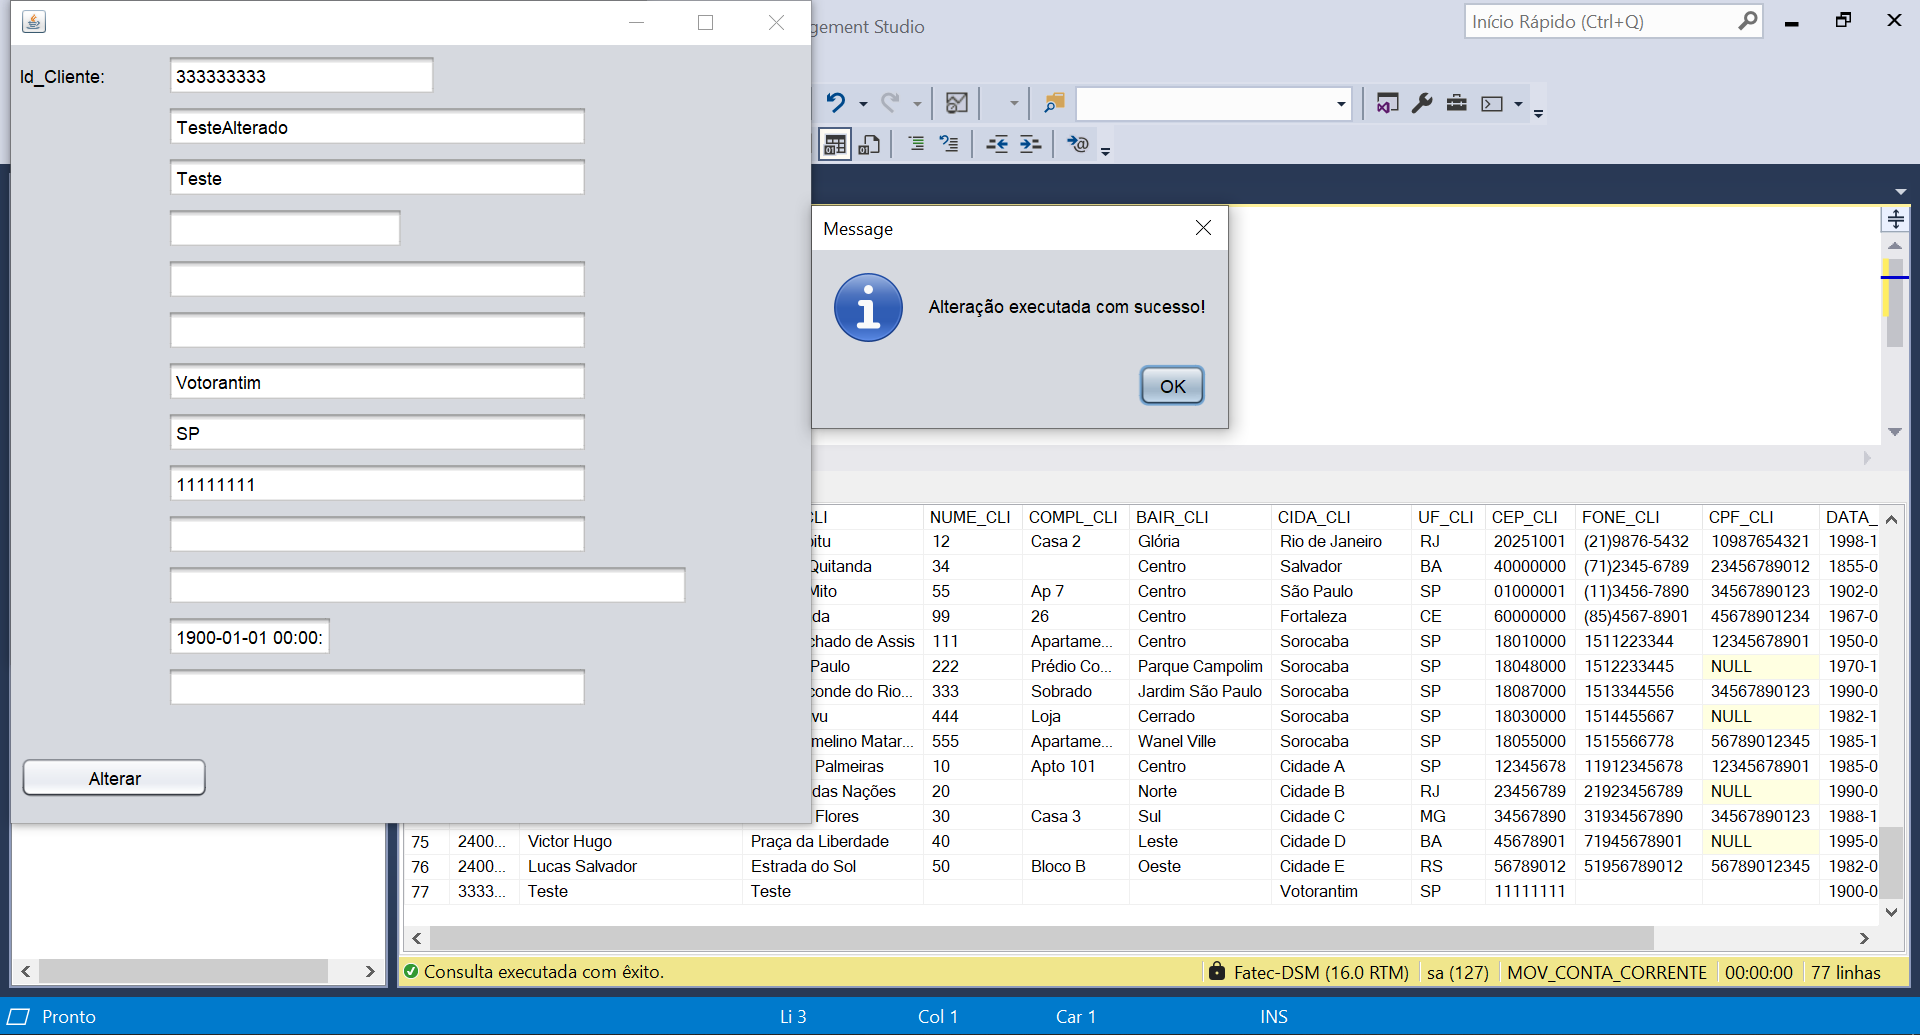 gement Studio
Início Rápido (Ctrl+Q)
Id_Cliente: 333333333
TesteAlterado
Teste
Votorantim
SP
11111111
1900-01-01 00:00:
Alterar
Message
Alteração executada com sucesso!
OK
CLI NUME_CLI COMPL_CLI BAIR_CLI CIDA_CLI UF_CLI CEP_CLI FONE_CLI CPF_CLI DATA_
itu 12 Casa 2 Glória Rio de Janeiro RJ 20251001 (21)9876-5432 10987654321 1998-1
Quitanda 34 Centro Salvador BA 40000000 (71)2345-6789 23456789012 1855-0
Mito 55 Ap 7 Centro São Paulo SP 01000001 (11)3456-7890 34567890123 1902-0
da 99 26 Centro Fortaleza CE 60000000 (85)4567-8901 45678901234 1967-0
chado de Assis 111 Apartame... Centro Sorocaba SP 18010000 1511223344 12345678901 1950-0
Paulo 222 Prédio Co... Parque Campolim Sorocaba SP 18048000 1512233445 NULL 1970-1
conde do Rio... 333 Sobrado Jardim São Paulo Sorocaba SP 18087000 1513344556 34567890123 1990-0
vu 444 Loja Cerrado Sorocaba SP 18030000 1514455667 NULL 1982-1
melino Matar... 555 Apartame... Wanel Ville Sorocaba SP 18055000 1515566778 56789012345 1985-1
Palmeiras 10 Apto 101 Centro Cidade A SP 12345678 11912345678 12345678901 1985-0
das Nações 20 Norte Cidade B RJ 23456789 21923456789 NULL 1990-0
Flores 30 Casa 3 Sul Cidade C MG 34567890 31934567890 34567890123 1988-1
75 2400... Victor Hugo Praça da Liberdade 40 Leste Cidade D BA 45678901 71945678901 NULL 1995-0
76 2400... Lucas Salvador Estrada do Sol 50 Bloco B Oeste Cidade E RS 56789012 51956789012 56789012345 1982-0
77 3333... Teste Teste Votorantim SP 11111111 1900-0
Consulta executada com êxito. Fatec-DSM (16.0 RTM) sa (127) MOV_CONTA_CORRENTE 00:00:00 77 linhas
Pronto Li 3 Col 1 Car 1 INS